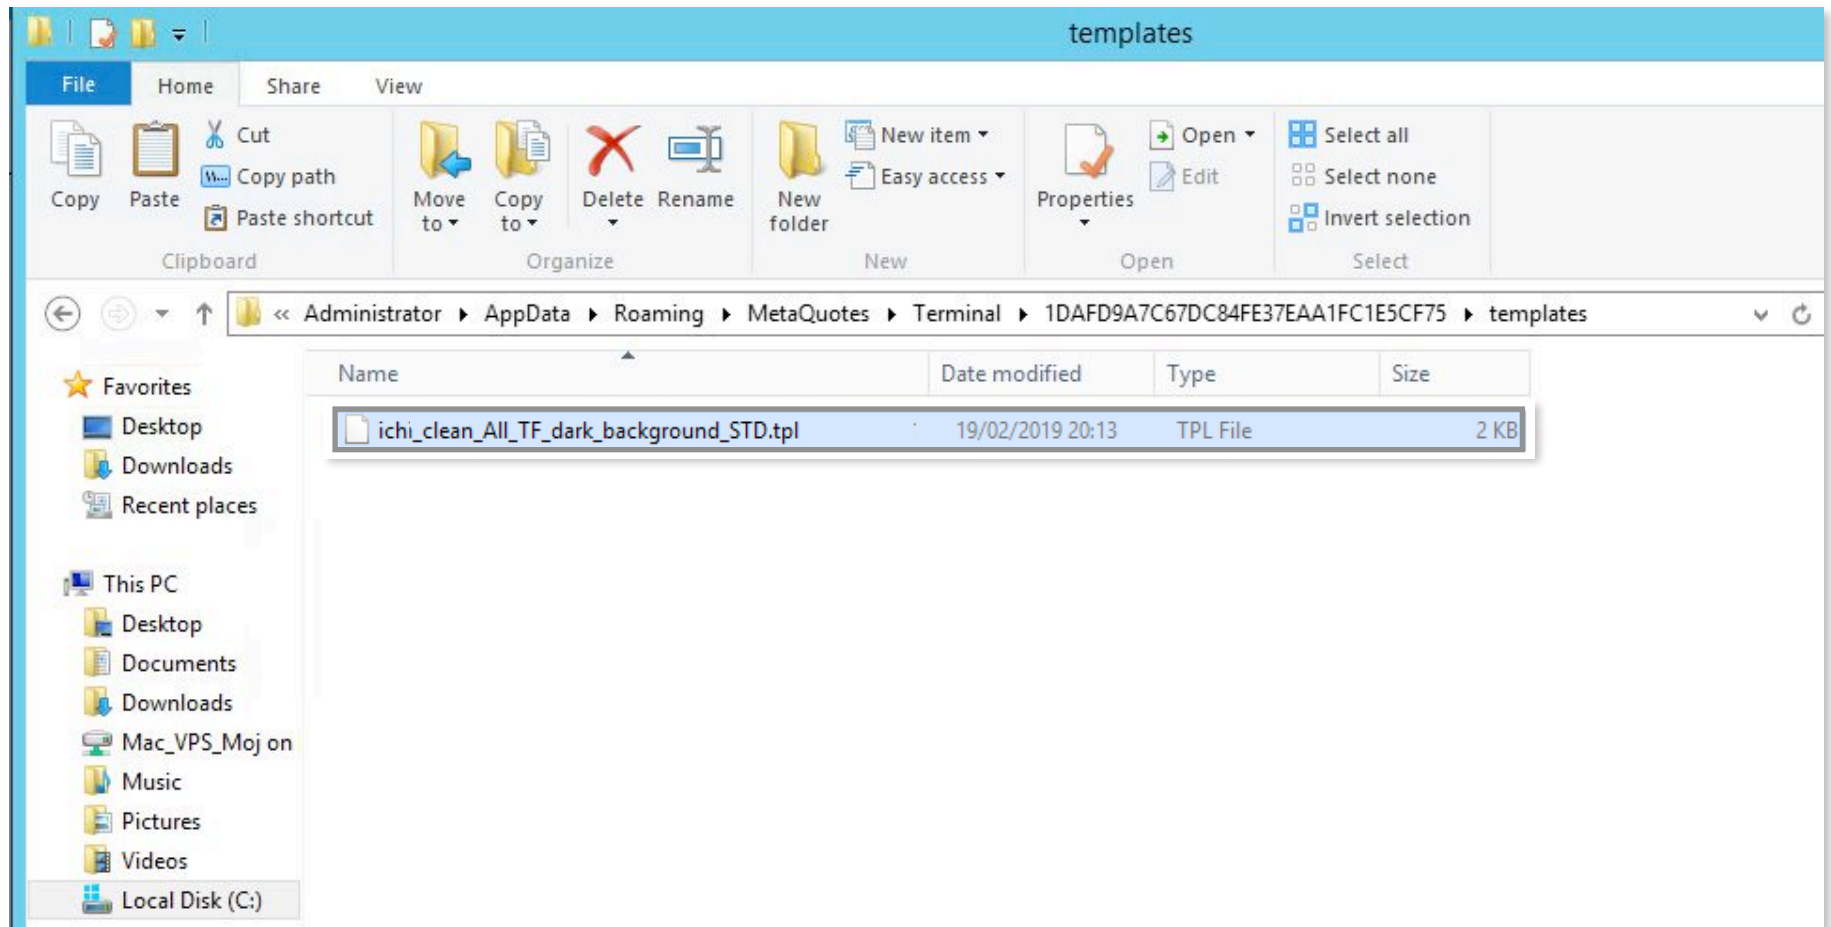 templates
File Home Share View
Copy
Paste
Cut
Copy path
Paste shortcut
Clipboard
Move to
Copy to
Delete
Rename
Organize
New folder
New item
Easy access
New
Properties
Open
Edit
Open
Select all
Select none
Invert selection
Select
« Administrator AppData Roaming MetaQuotes Terminal 1DAFD9A7C67DC84FE37EAA1FC1E5CF75 templates
Name Date modified Type Size
ichi_clean_All_TF_dark_background_STD.tpl 19/02/2019 20:13 TPL File 2 KB
Favorites
Desktop
Downloads
Recent places
This PC
Desktop
Documents
Downloads
Mac_VPS_Moj on
Music
Pictures
Videos
Local Disk (C:)